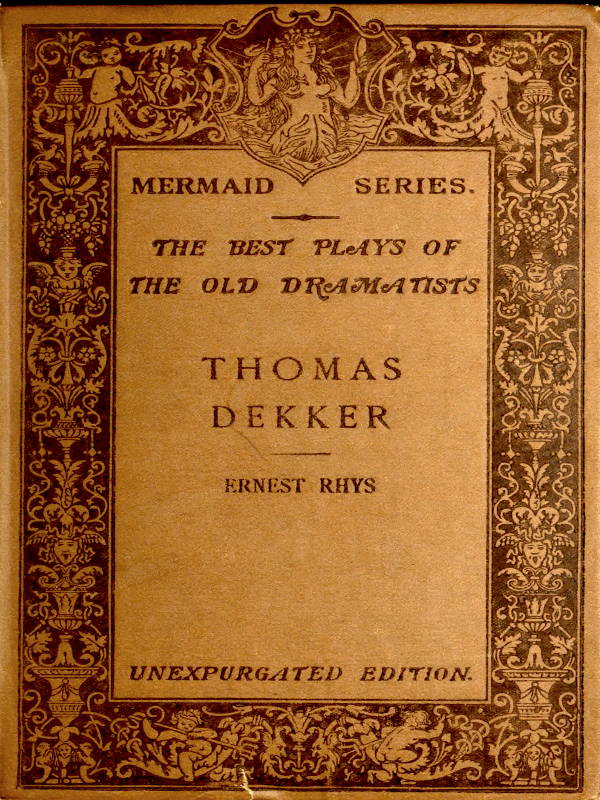 MERMAID SERIES.
THE BEST PLAYS OF
THE OLD DRAMATISTS
THOMAS
DEKKER
ERNEST RHYS
UNEXPURGATED EDITION.